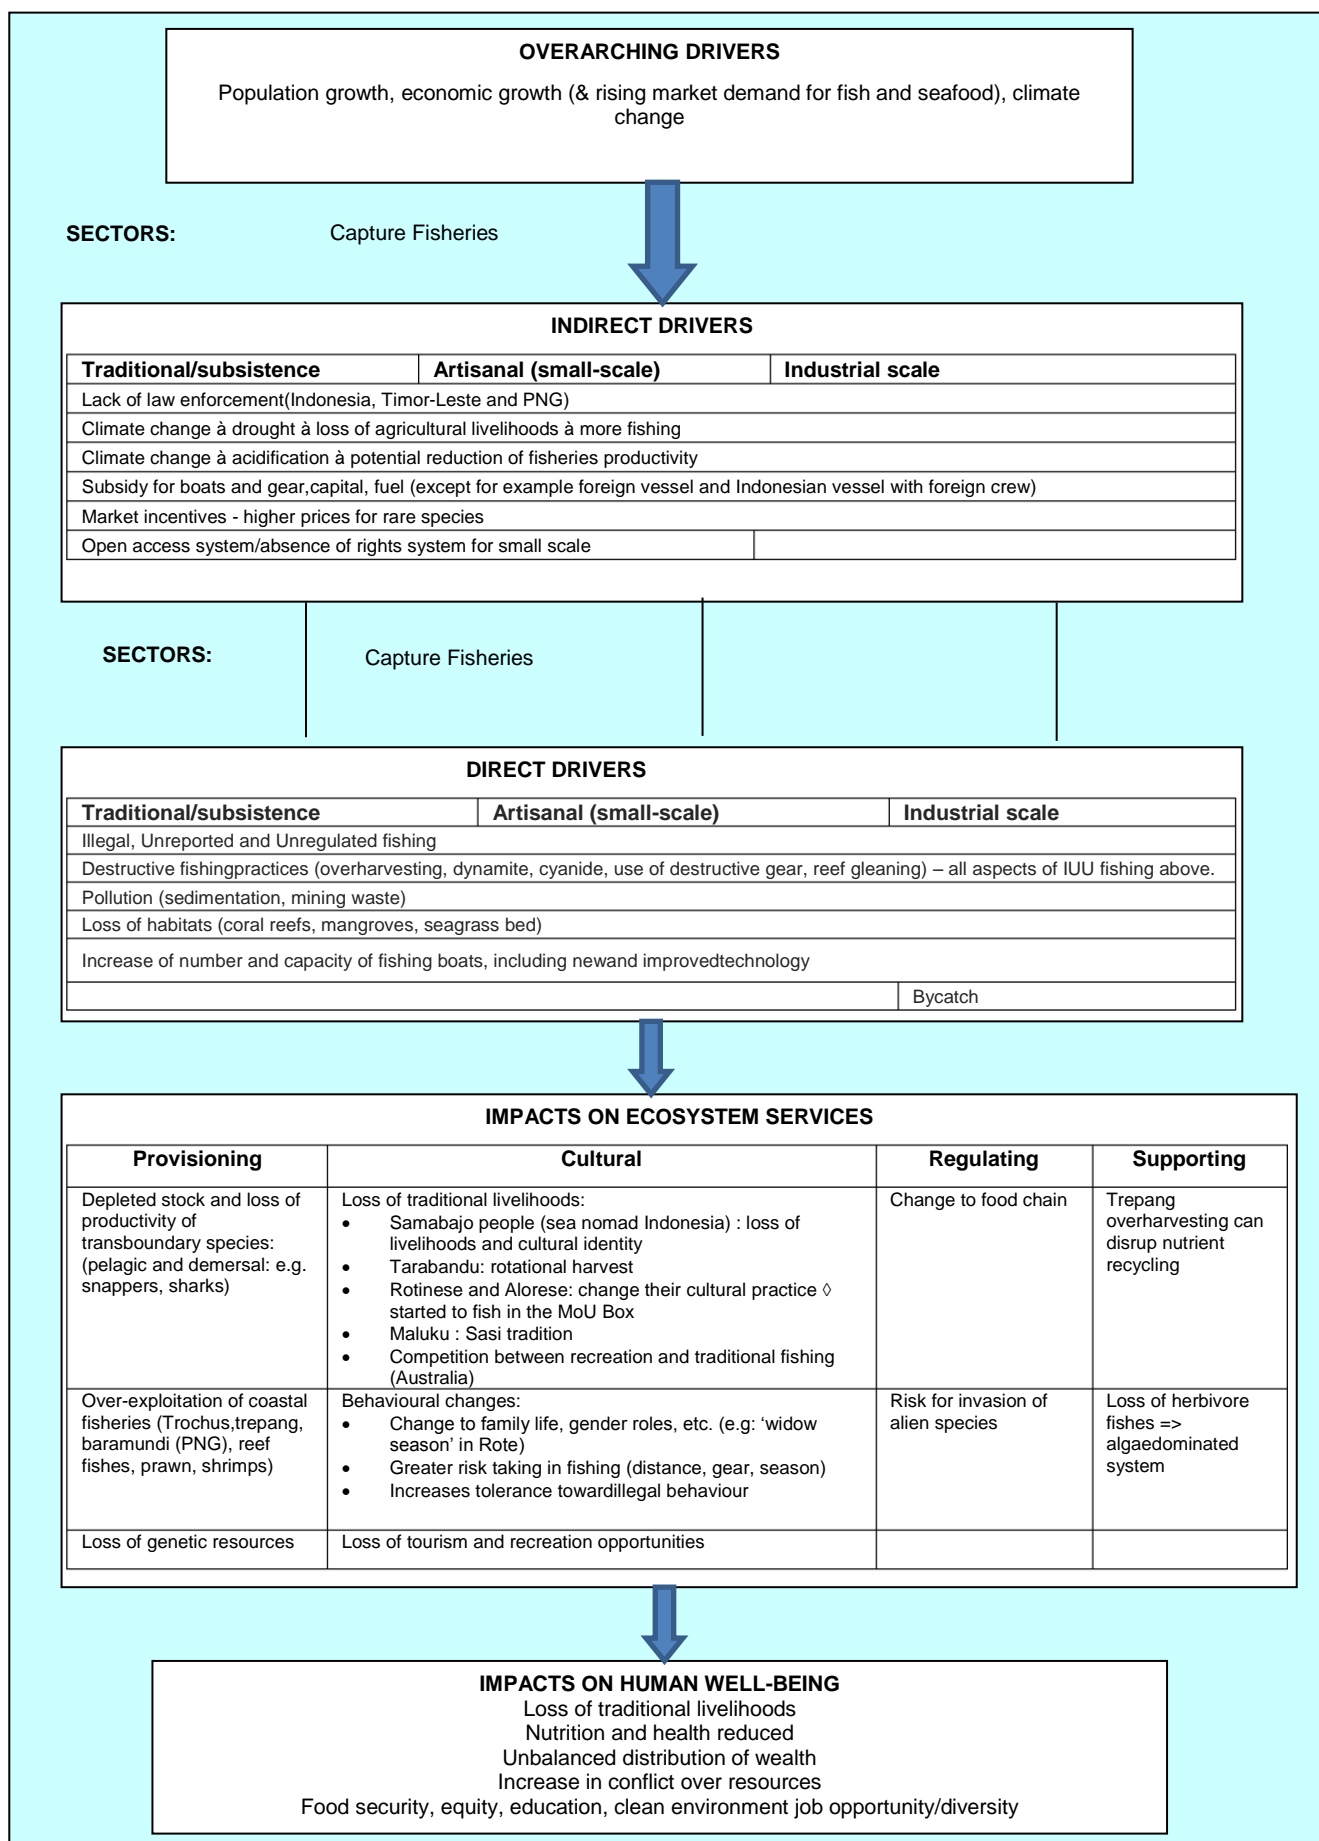 OVERARCHING DRIVERS
Population growth, economic growth (& rising market demand for fish and seafood), climate
change
SECTORS: Capture Fisheries
INDIRECT DRIVERS
Traditional/subsistence Artisanal (small-scale) Industrial scale
Lack of law enforcement(Indonesia, Timor-Leste and PNG)
Climate change à drought à loss of agricultural livelihoods à more fishing
Climate change à acidification à potential reduction of fisheries productivity
Subsidy for boats and gear,capital, fuel (except for example foreign vessel and Indonesian vessel with foreign crew)
Market incentives - higher prices for rare species
Open access system/absence of rights system for small scale
SECTORS: Capture Fisheries
DIRECT DRIVERS
Traditional/subsistence Artisanal (small-scale) Industrial scale
Illegal, Unreported and Unregulated fishing
Destructive fishingpractices (overharvesting, dynamite, cyanide, use of destructive gear, reef gleaning) – all aspects of IUU fishing above.
Pollution (sedimentation, mining waste)
Loss of habitats (coral reefs, mangroves, seagrass bed)
Increase of number and capacity of fishing boats, including newand improvedtechnology
Bycatch
IMPACTS ON ECOSYSTEM SERVICES
Provisioning Cultural Regulating Supporting
Depleted stock and loss of
productivity of
transboundary species:
(pelagic and demersal: e.g.
snappers, sharks)
Loss of traditional livelihoods:
• Samabajo people (sea nomad Indonesia) : loss of
livelihoods and cultural identity
• Tarabandu: rotational harvest
• Rotinese and Alorese: change their cultural practice ◊
started to fish in the MoU Box
• Maluku : Sasi tradition
• Competition between recreation and traditional fishing
(Australia)
Change to food chain
Trepang
overharvesting can
disrup nutrient
recycling
Over-exploitation of coastal
fisheries (Trochus,trepang,
baramundi (PNG), reef
fishes, prawn, shrimps)
Behavioural changes:
• Change to family life, gender roles, etc. (e.g: ‘widow
season’ in Rote)
• Greater risk taking in fishing (distance, gear, season)
• Increases tolerance towardillegal behaviour
Risk for invasion of
alien species
Loss of herbivore
fishes =>
algaedominated
system
Loss of genetic resources
Loss of tourism and recreation opportunities
IMPACTS ON HUMAN WELL-BEING
Loss of traditional livelihoods
Nutrition and health reduced
Unbalanced distribution of wealth
Increase in conflict over resources
Food security, equity, education, clean environment job opportunity/diversity